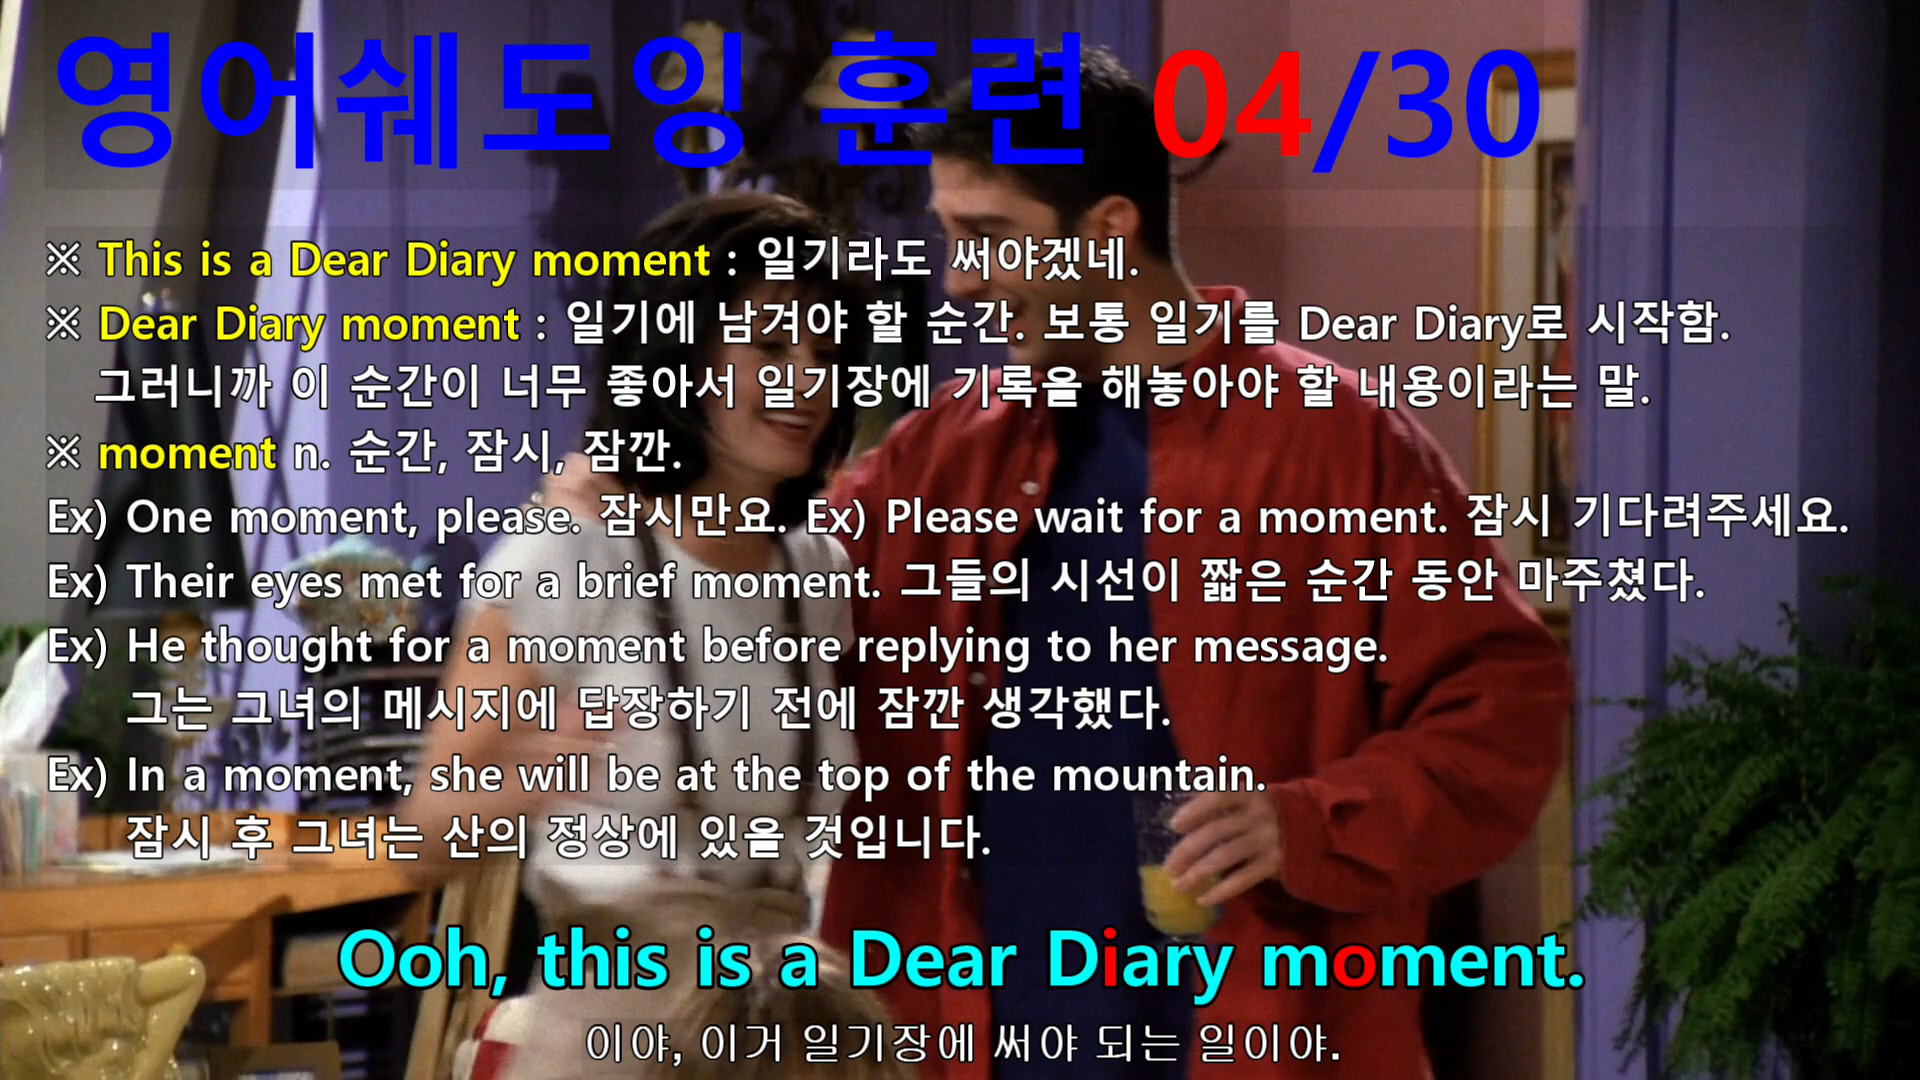 영어쉐도잉 훈련 04/30
※ This is a Dear Diary moment : 일기라도 써야겠네.
※ Dear Diary moment : 일기에 남겨야 할 순간. 보통 일기를 Dear Diary로 시작함.
그러니까 이 순간이 너무 좋아서 일기장에 기록을 해놓아야 할 내용이라는 말.
※ moment n. 순간, 잠시, 잠깐.
Ex) One moment, please. 잠시만요. Ex) Please wait for a moment. 잠시 기다려주세요.
Ex) Their eyes met for a brief moment. 그들의 시선이 짧은 순간 동안 마주쳤다.
Ex) He thought for a moment before replying to her message.
그는 그녀의 메시지에 답장하기 전에 잠깐 생각했다.
Ex) In a moment, she will be at the top of the mountain.
잠시 후 그녀는 산의 정상에 있을 것입니다.
Ooh, this is a Dear Diary moment.
이야, 이거 일기장에 써야 되는 일이야.